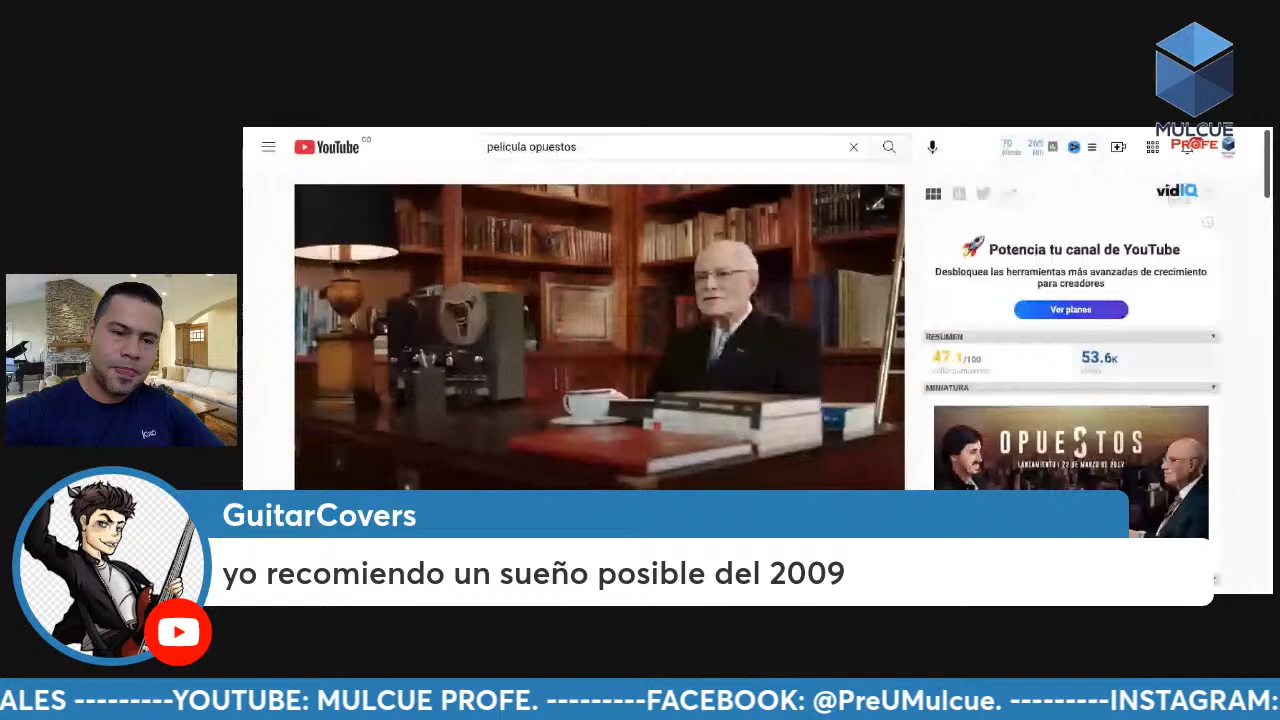 MULCUE
PROFE
YouTube
CO
pelicula opuestos
vidIQ
Potencia tu canal de YouTube
Desbloquea las herramientas más avanzadas de crecimiento
para creadores
Ver planes
RESUMEN
47.1/100
53.6K
MINIATURA
OPUESTOS
GuitarCovers
yo recomiendo un sueño posible del 2009
ALES ---------YOUTUBE: MULCUE PROFE. ---------FACEBOOK: @PreUMulcue. ---------INSTAGRAM: